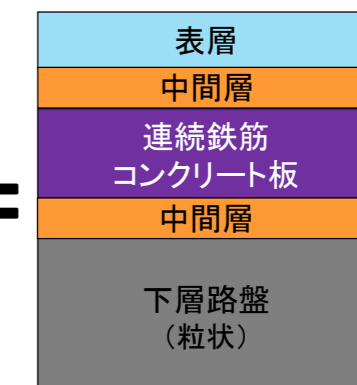 表層
中間層
連続鉄筋
コンクリート板
中間層
下層路盤
（粒状）